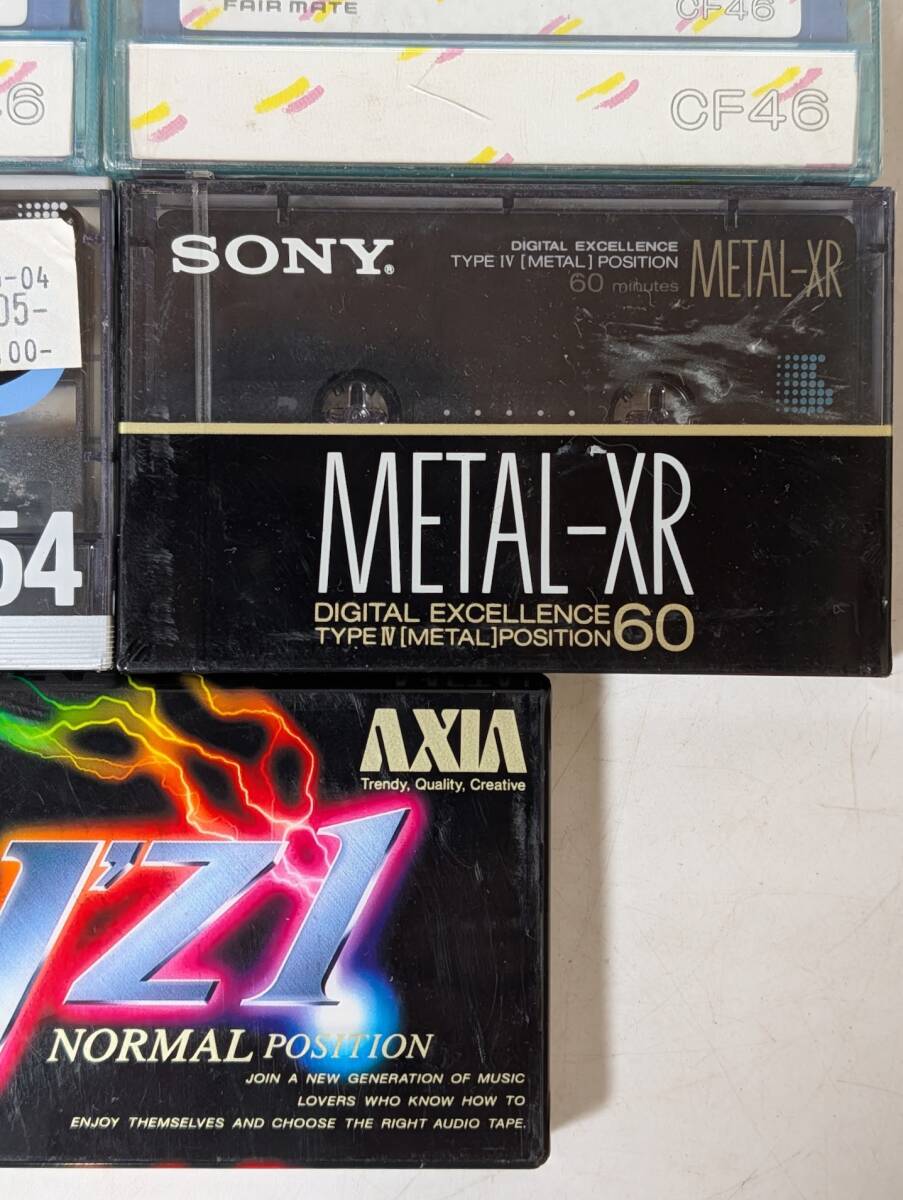 FAIR MATE
CF46
46
CF46
-04
05-
.00-
54
SONY®
DIGITAL EXCELLENCE
TYPE IV [METAL] POSITION
60 minutes
METAL-XR
METAL-XR
DIGITAL EXCELLENCE
TYPE IV [METAL] POSITION 60
AXIA
Trendy, Quality, Creative
J'Z1
NORMAL POSITION
JOIN A NEW GENERATION OF MUSIC
LOVERS WHO KNOW HOW TO
ENJOY THEMSELVES AND CHOOSE THE RIGHT AUDIO TAPE.